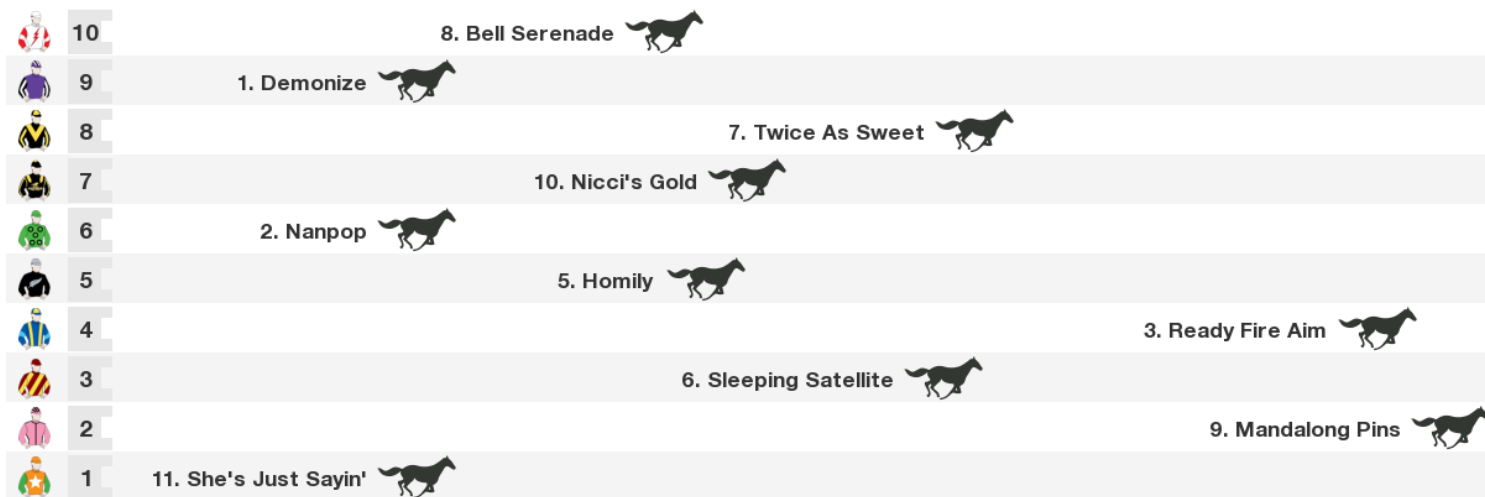 10 8. Bell Serenade
9 1. Demonize
8 7. Twice As Sweet
7 10. Nicci's Gold
6 2. Nanpop
5 5. Homily
4 3. Ready Fire Aim
3 6. Sleeping Satellite
2 9. Mandalong Pins
1 11. She's Just Sayin'